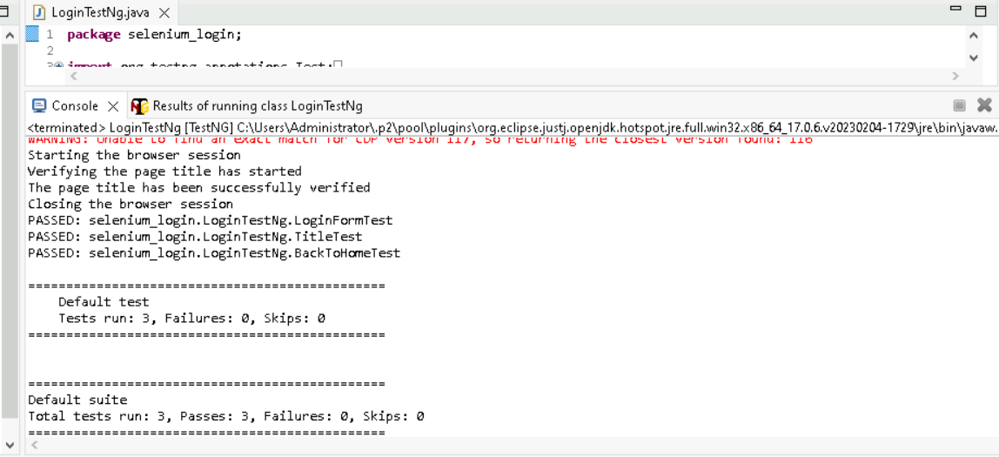 LoginTestNg.java
1 package selenium_login;
2
3 import org.testng.annotations.Test;
Console Results of running class LoginTestNg
<terminated> LoginTestNg [TestNG] C:\Users\Administrator\.p2\pool\plugins\org.eclipse.justj.openjdk.hotspot.jre.full.win32.x86_64_17.0.6.v20230204-1729\jre\bin\javaw.
WARNING: Unable to find an exact match for CDP version 117, so returning the closest version found: 116
Starting the browser session
Verifying the page title has started
The page title has been successfully verified
Closing the browser session
PASSED: selenium_login.LoginTestNg.LoginFormTest
PASSED: selenium_login.LoginTestNg.TitleTest
PASSED: selenium_login.LoginTestNg.BackToHomeTest
===============================================
Default test
Tests run: 3, Failures: 0, Skips: 0
===============================================
===============================================
Default suite
Total tests run: 3, Passes: 3, Failures: 0, Skips: 0
===============================================